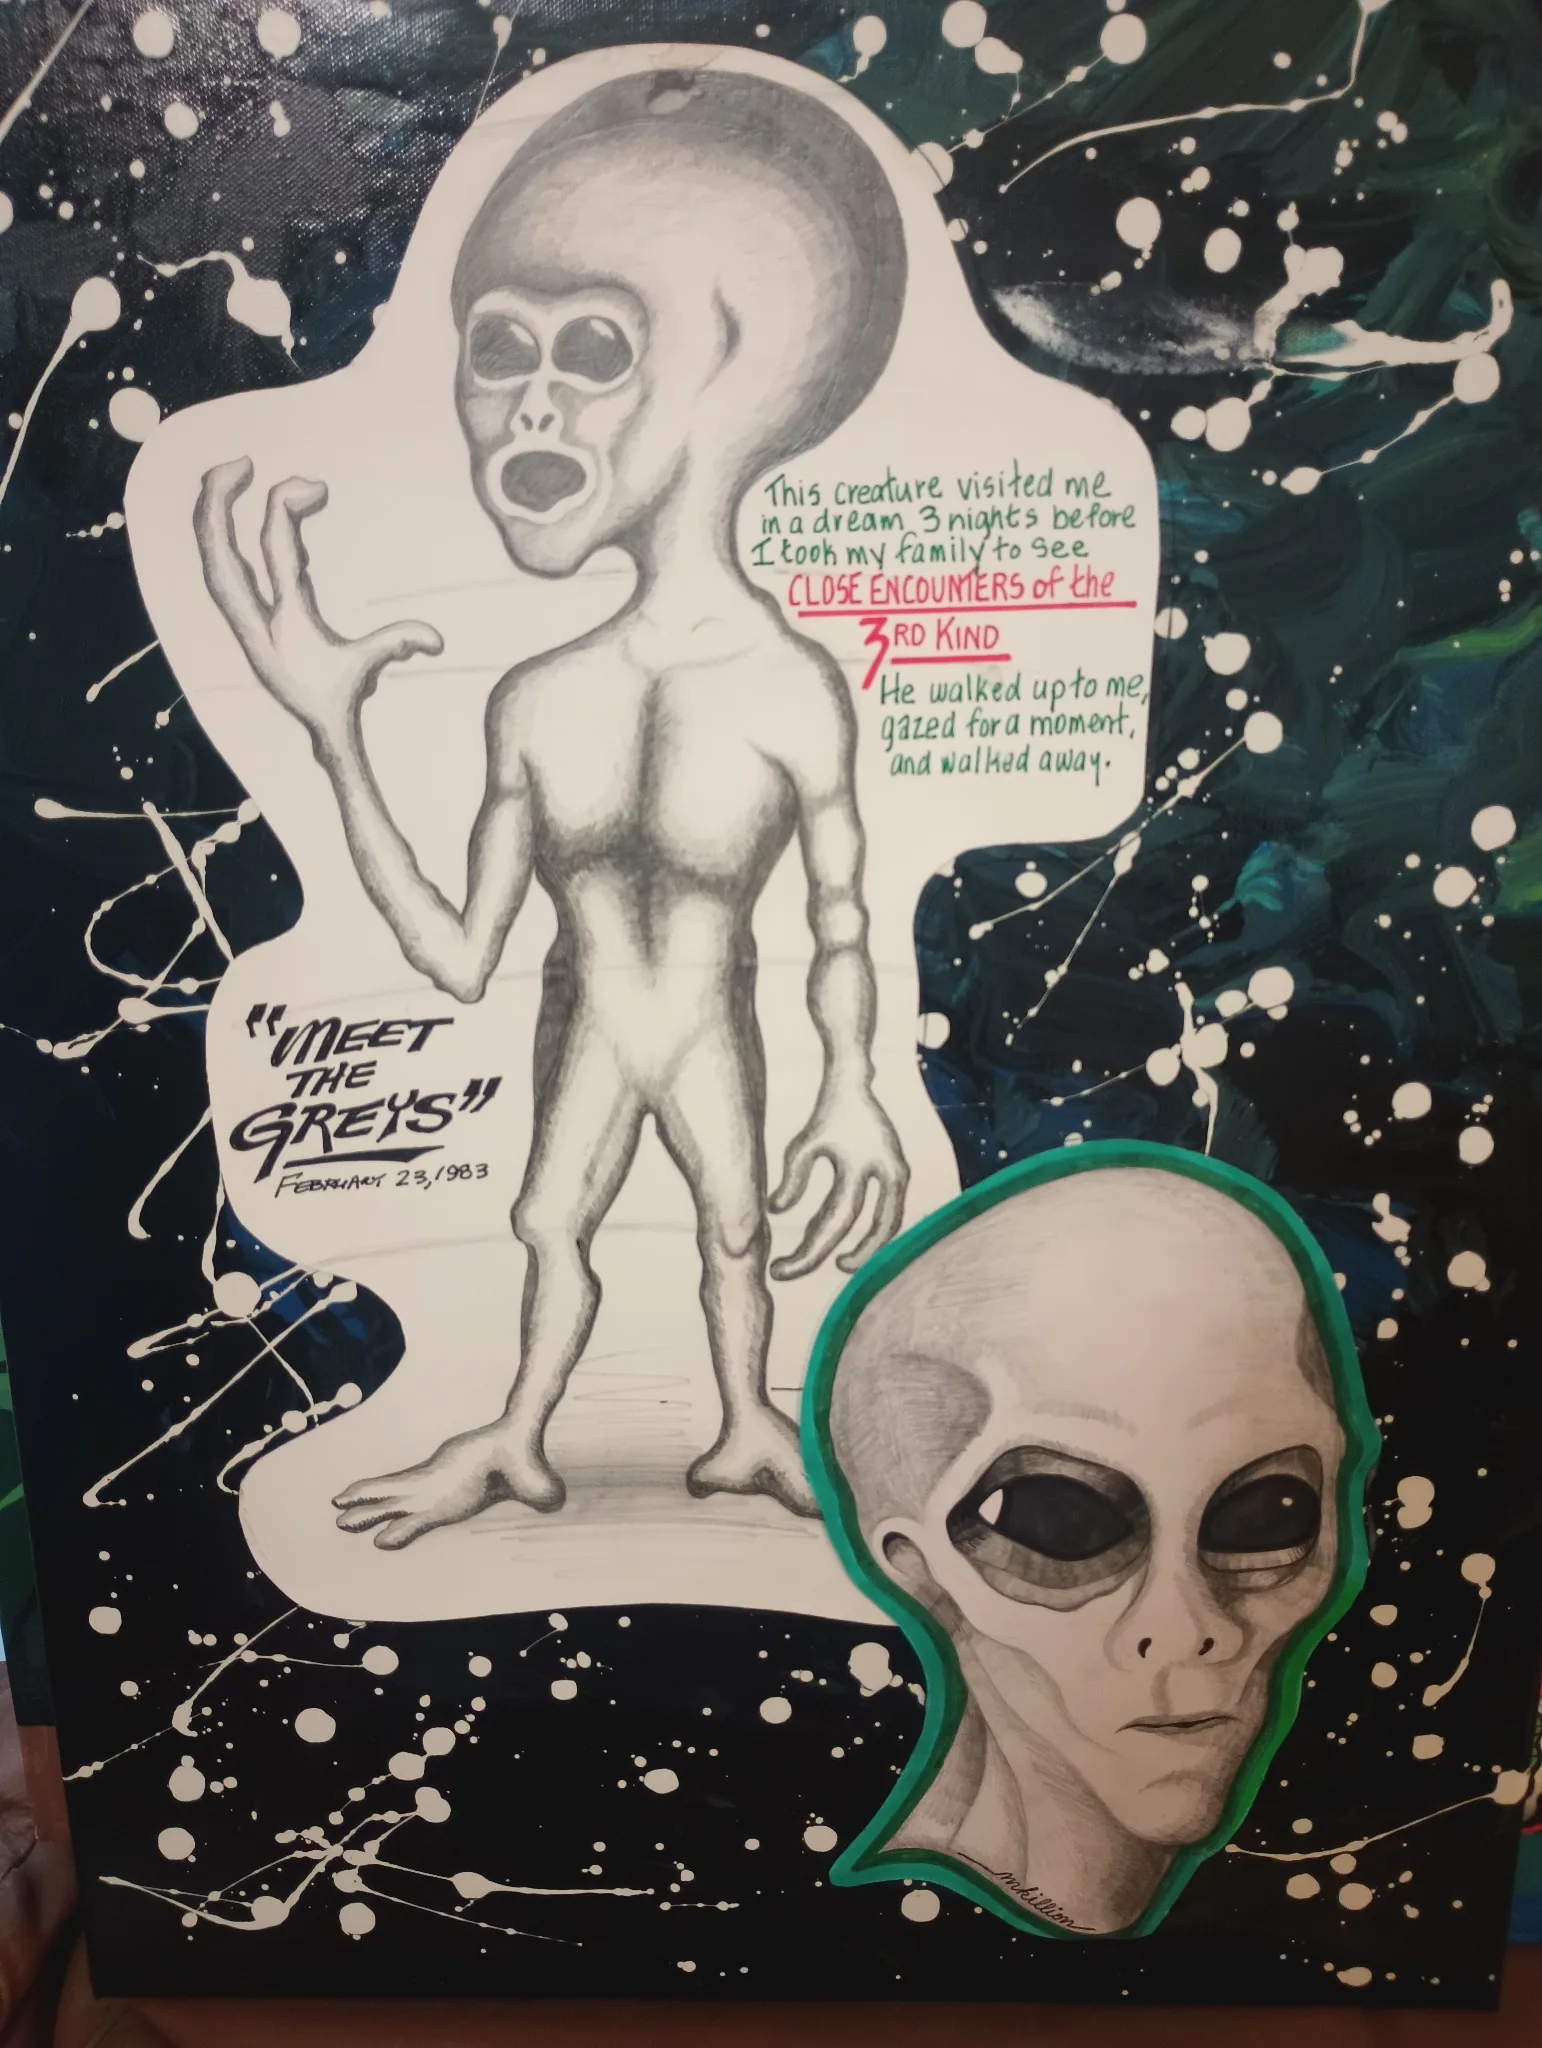 This creature visited me
in a dream 3 nights before
I took my family to see
CLOSE ENCOUNTERS of the
3RD KIND
He walked up to me,
gazed for a moment,
and walked away.
"MEET
THE
GREYS"
FEBRUARY 23, 1983
mkillion